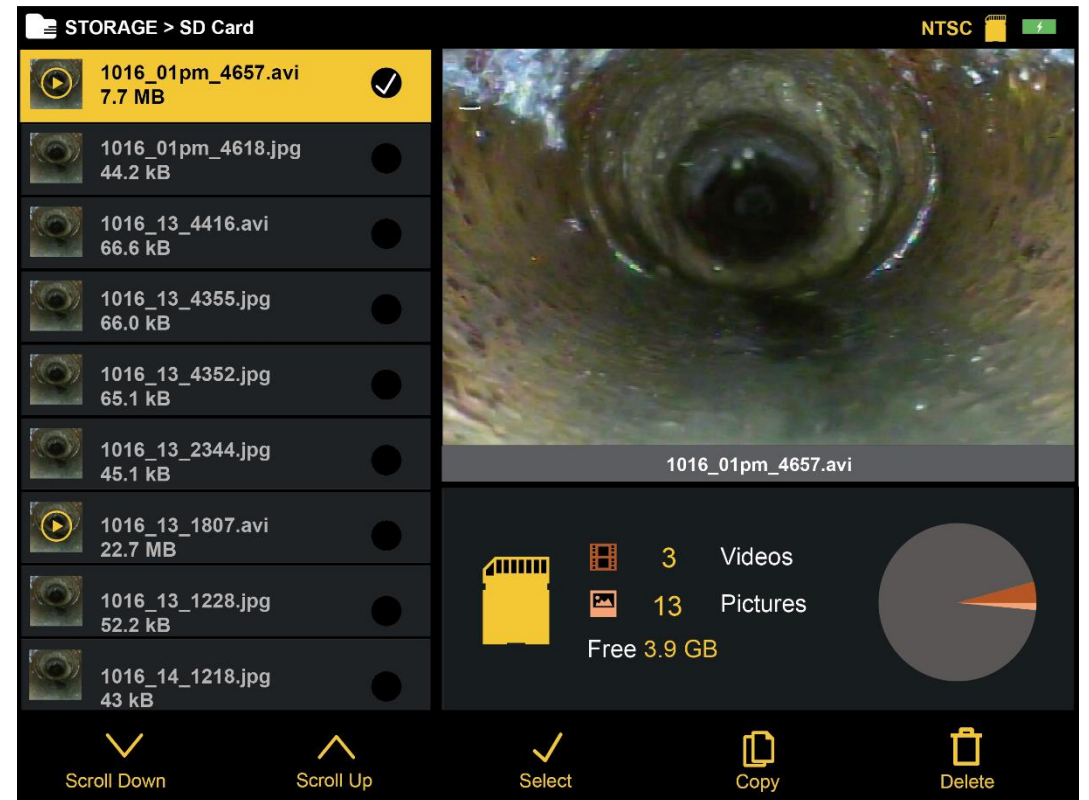 STORAGE > SD Card
NTSC
1016_01pm_4657.avi
7.7 MB
1016_01pm_4618.jpg
44.2 kB
1016_13_4416.avi
66.6 kB
1016_13_4355.jpg
66.0 kB
1016_13_4352.jpg
65.1 kB
1016_13_2344.jpg
45.1 kB
1016_13_1807.avi
22.7 MB
1016_13_1228.jpg
52.2 kB
1016_14_1218.jpg
43 kB
1016_01pm_4657.avi
3 Videos
13 Pictures
Free 3.9 GB
Scroll Down
Scroll Up
Select
Copy
Delete